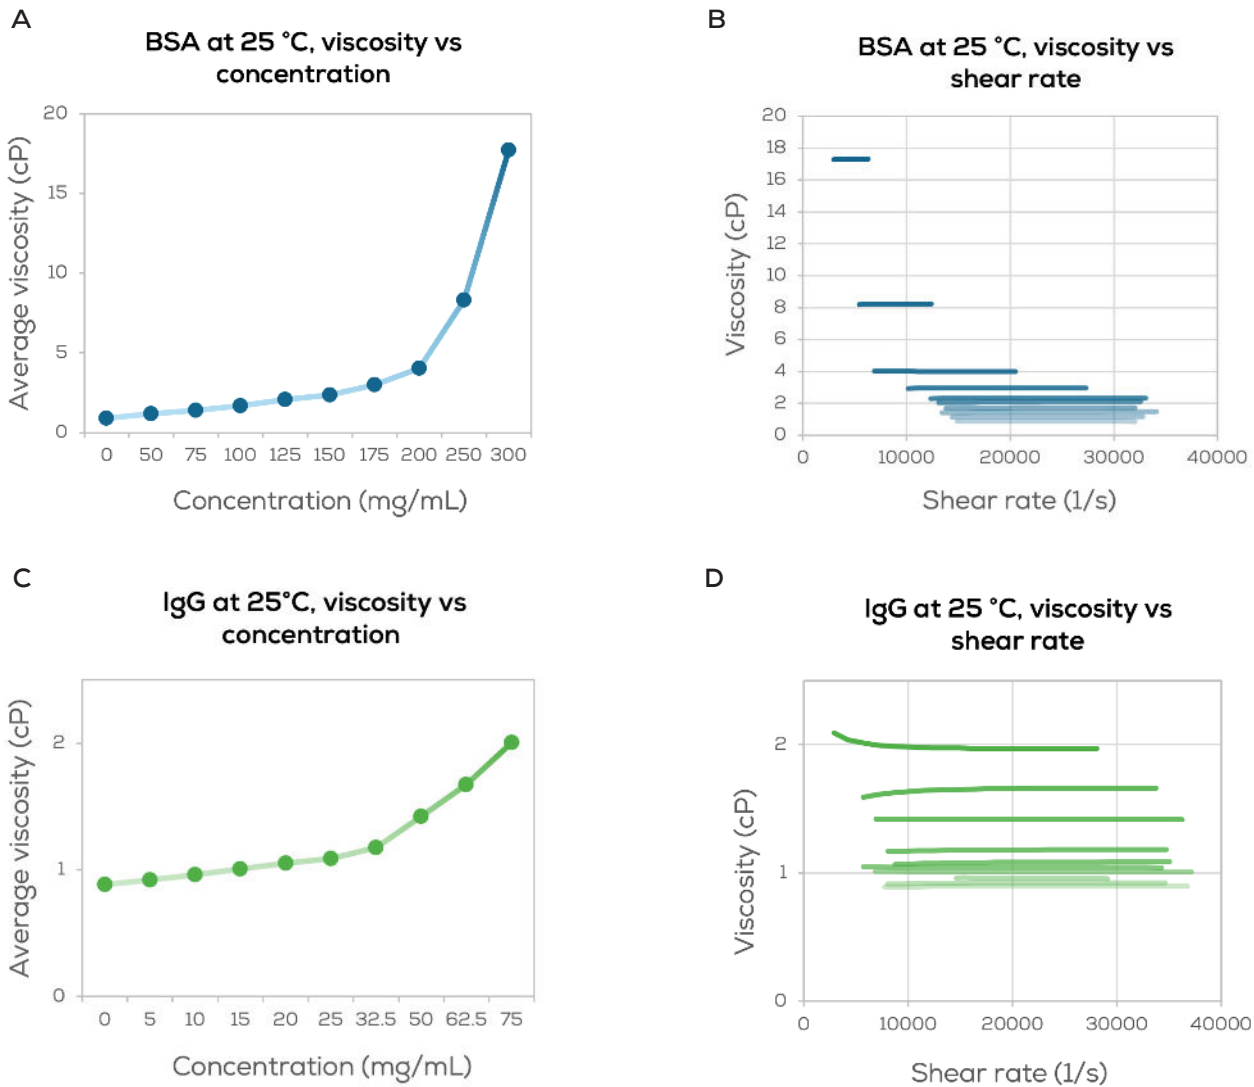 A
BSA at 25 °C, viscosity vs
concentration
Average viscosity (cP)
20
15
10
5
0
0 50 75 100 125 150 175 200 250 300
Concentration (mg/mL)
B
BSA at 25 °C, viscosity vs
shear rate
Viscosity (cP)
20
18
16
14
12
10
8
6
4
2
0
0 10000 20000 30000 40000
Shear rate (1/s)
C
IgG at 25°C, viscosity vs
concentration
Average viscosity (cP)
2
1
0
0 5 10 15 20 25 32.5 50 62.5 75
Concentration (mg/mL)
D
IgG at 25 °C, viscosity vs
shear rate
Viscosity (cP)
2
1
0
0 10000 20000 30000 40000
Shear rate (1/s)